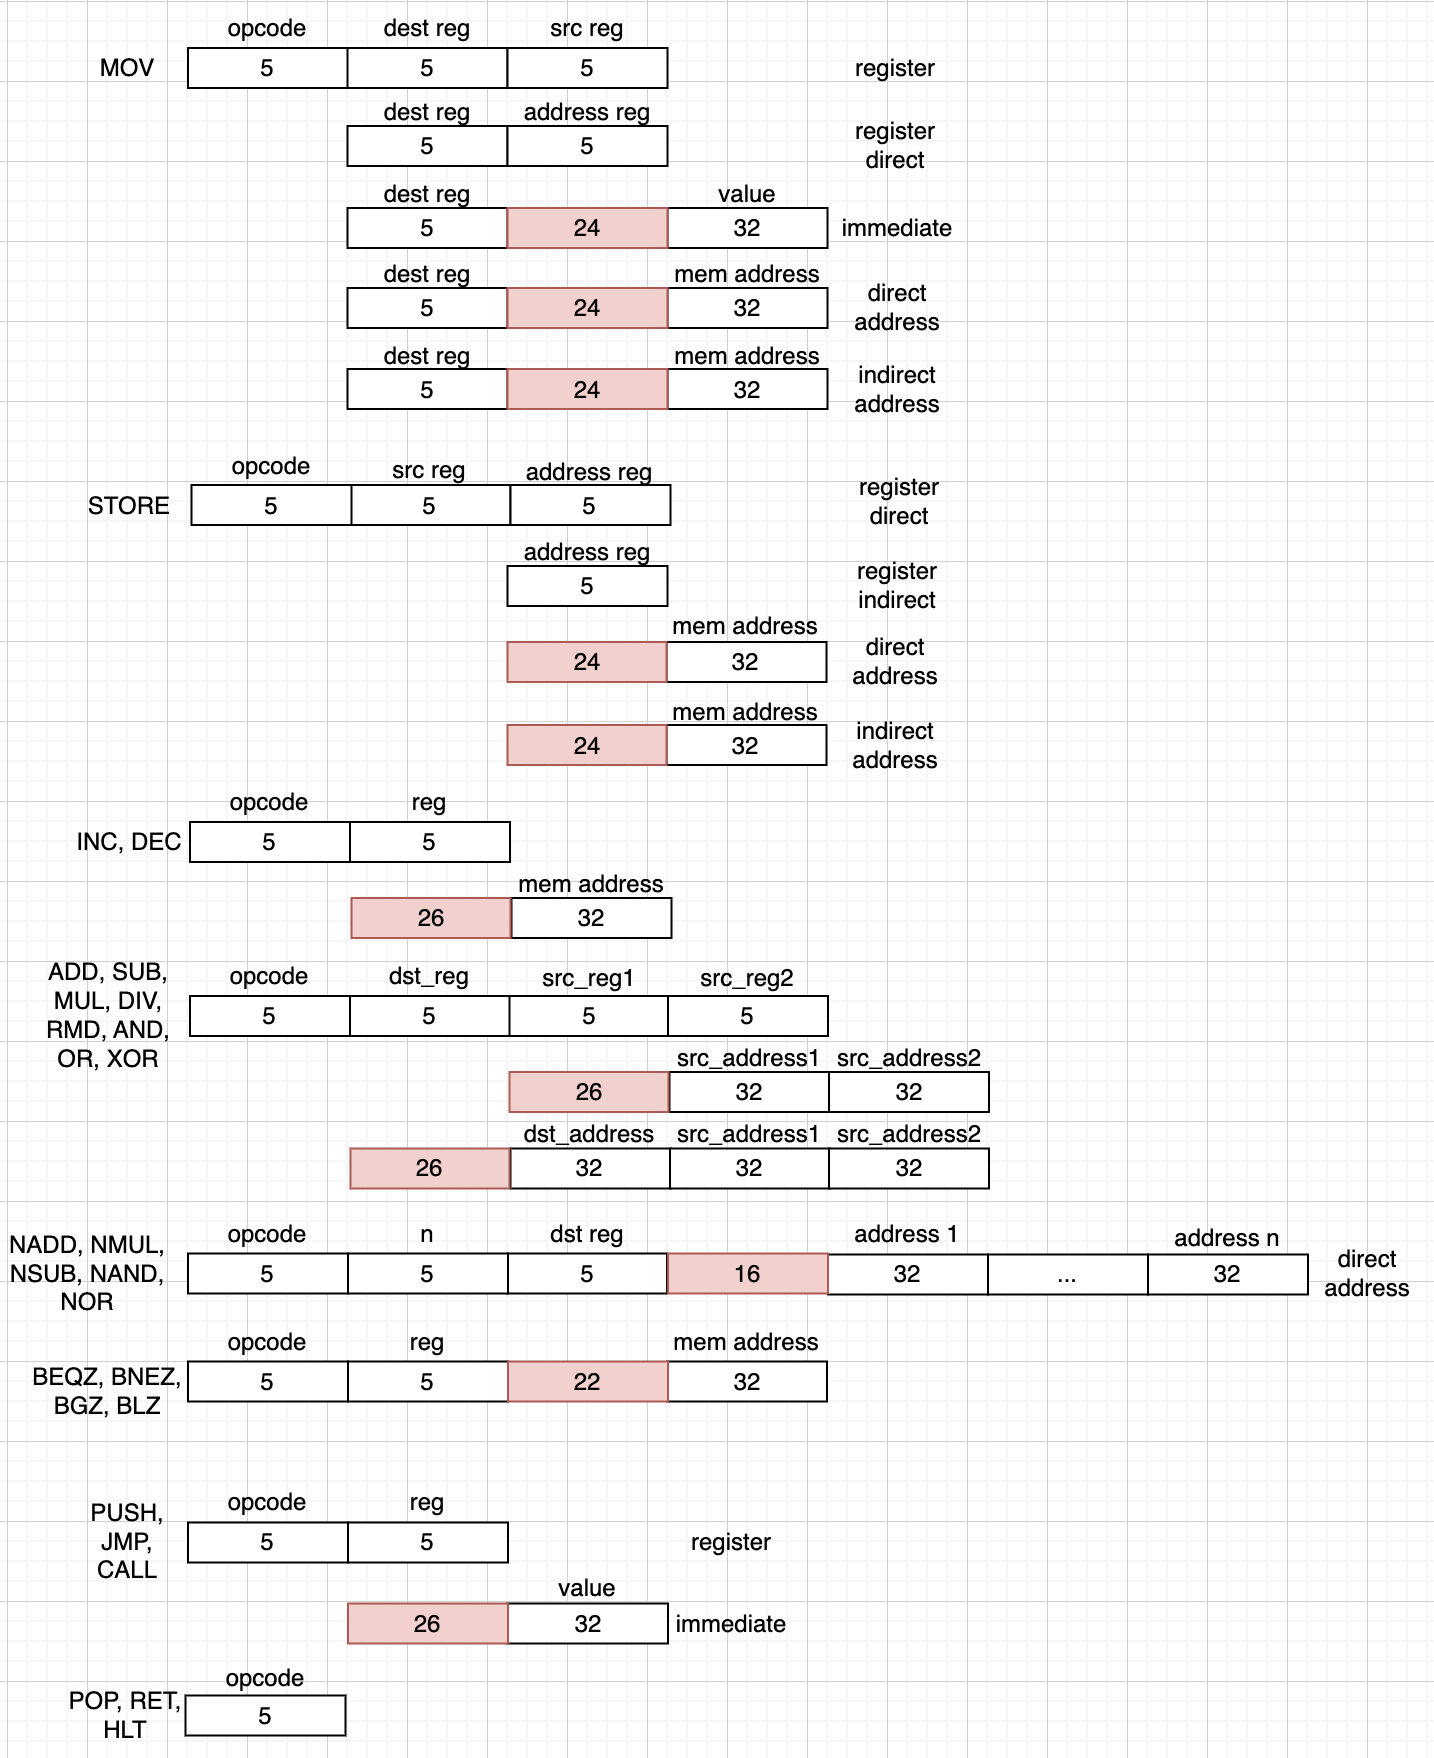 opcode dest reg src reg
MOV 5 5 5 register
dest reg address reg
5 5 register
direct
dest reg value
5 24 32 immediate
dest reg mem address
5 24 32 direct
address
dest reg mem address
5 24 32 indirect
address
opcode src reg address reg
STORE 5 5 5 register
direct
address reg
5 register
indirect
mem address
24 32 direct
address
mem address
24 32 indirect
address
opcode reg
INC, DEC 5 5
mem address
26 32
ADD, SUB,
MUL, DIV,
RMD, AND,
OR, XOR
opcode dst_reg src_reg1 src_reg2
5 5 5 5
src_address1 src_address2
26 32 32
dst_address src_address1 src_address2
26 32 32 32
NADD, NMUL,
NSUB, NAND,
NOR
opcode n dst reg address 1 address n
5 5 5 16 32 ... 32 direct
address
opcode reg mem address
BEQZ, BNEZ,
BGZ, BLZ
5 5 22 32
PUSH,
JMP,
CALL
opcode reg
5 5 register
value
26 32 immediate
opcode
POP, RET,
HLT
5